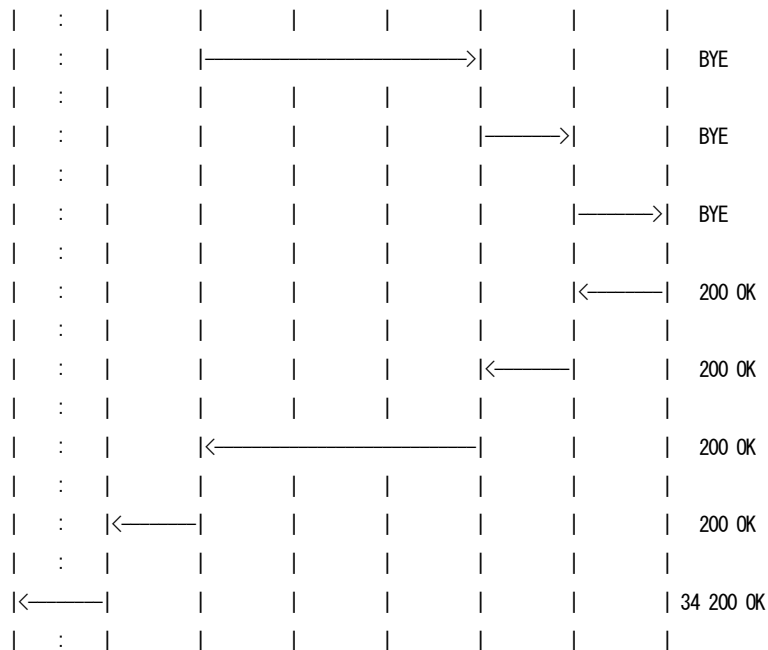 |    :    |         |         |         |         |         |         |
|    :    |         |---------------------------->|         |         |  BYE
|    :    |         |         |         |         |         |         |
|    :    |         |         |         |         |-------->|         |  BYE
|    :    |         |         |         |         |         |         |
|    :    |         |         |         |         |         |-------->|  BYE
|    :    |         |         |         |         |         |         |
|    :    |         |         |         |         |         |<--------|  200 OK
|    :    |         |         |         |         |         |         |
|    :    |         |         |         |         |<--------|         |  200 OK
|    :    |         |         |         |         |         |         |
|    :    |         |<----------------------------|         |         |  200 OK
|    :    |         |         |         |         |         |         |
|    :    |<--------|         |         |         |         |         |  200 OK
|    :    |         |         |         |         |         |         |
|<--------|         |         |         |         |         |         | 34 200 OK
|    :    |         |         |         |         |         |         |